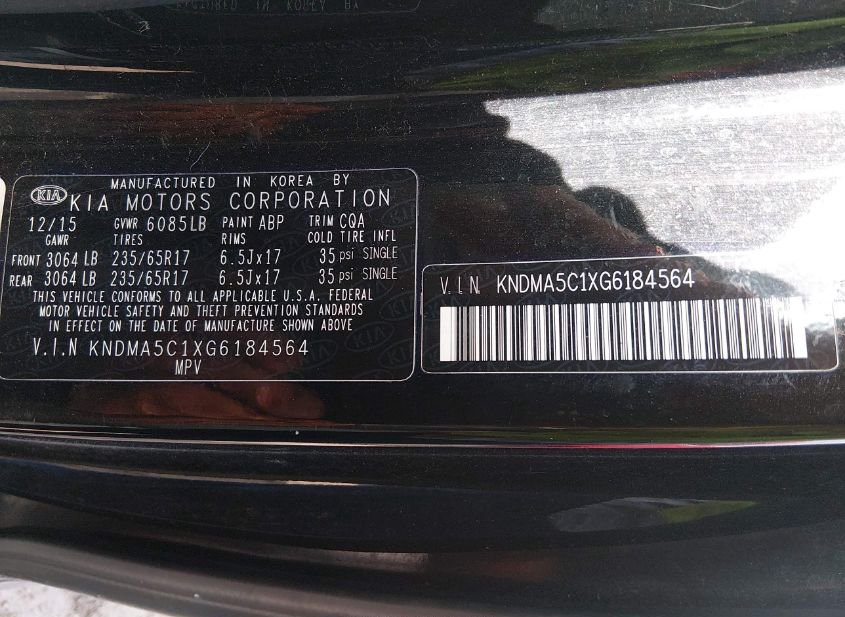 MANUFACTURED IN KOREA BY
KIA KIA MOTORS CORPORATION
12/15 GVWR 6085LB PAINT ABP TRIM CQA
GAWR TIRES RIMS COLD TIRE INFL
FRONT 3064 LB 235/65R17 6.5Jx17 35 psi SINGLE
REAR 3064 LB 235/65R17 6.5Jx17 35 psi SINGLE
THIS VEHICLE CONFORMS TO ALL APPLICABLE U.S.A. FEDERAL
MOTOR VEHICLE SAFETY AND THEFT PREVENTION STANDARDS
IN EFFECT ON THE DATE OF MANUFACTURE SHOWN ABOVE
V.I.N KNDMA5C1XG6184564
MPV
V.I.N. KNDMA5C1XG6184564